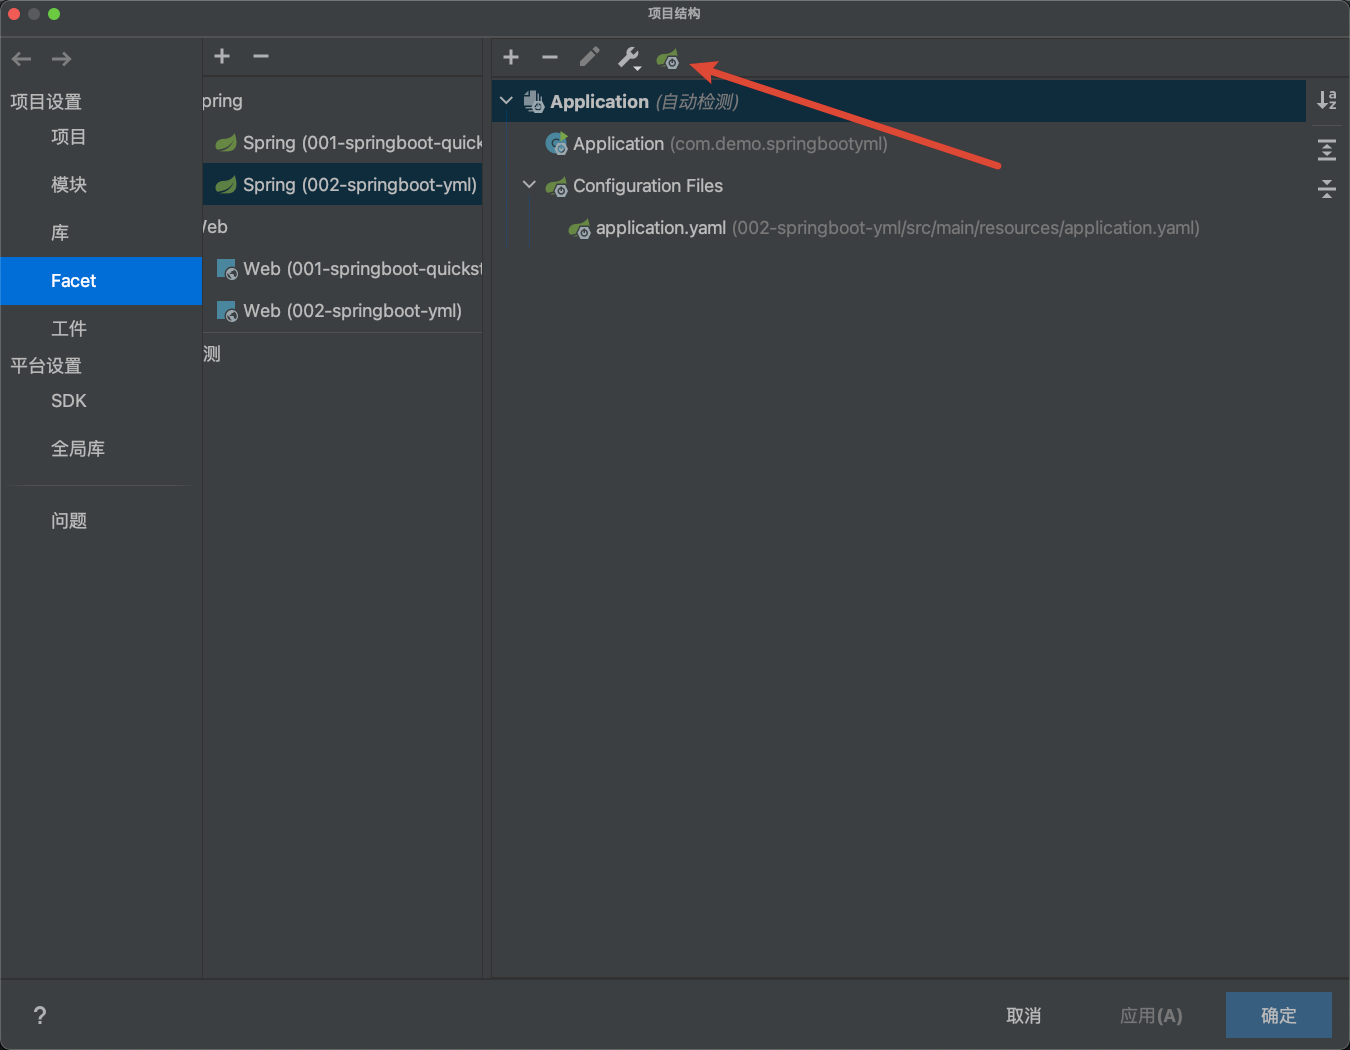 项目结构
项目设置
项目
模块
库
Facet
工件
平台设置
SDK
全局库
问题
pring
Spring (001-springboot-quick
Spring (002-springboot-yml)
Veb
Web (001-springboot-quickst
Web (002-springboot-yml)
测
Application (自动检测)
Application (com.demo.springbootyml)
Configuration Files
application.yaml (002-springboot-yml/src/main/resources/application.yaml)
?
取消
应用(A)
确定